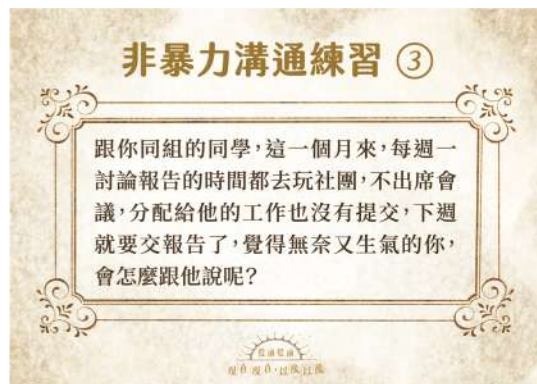 非暴力溝通練習 ③
跟你同組的同學，這一個月來，每週一
討論報告的時間都去玩社團，不出席會
議，分配給他的工作也沒有提交，下週
就要交報告了，覺得無奈又生氣的你，
會怎麼跟他說呢？